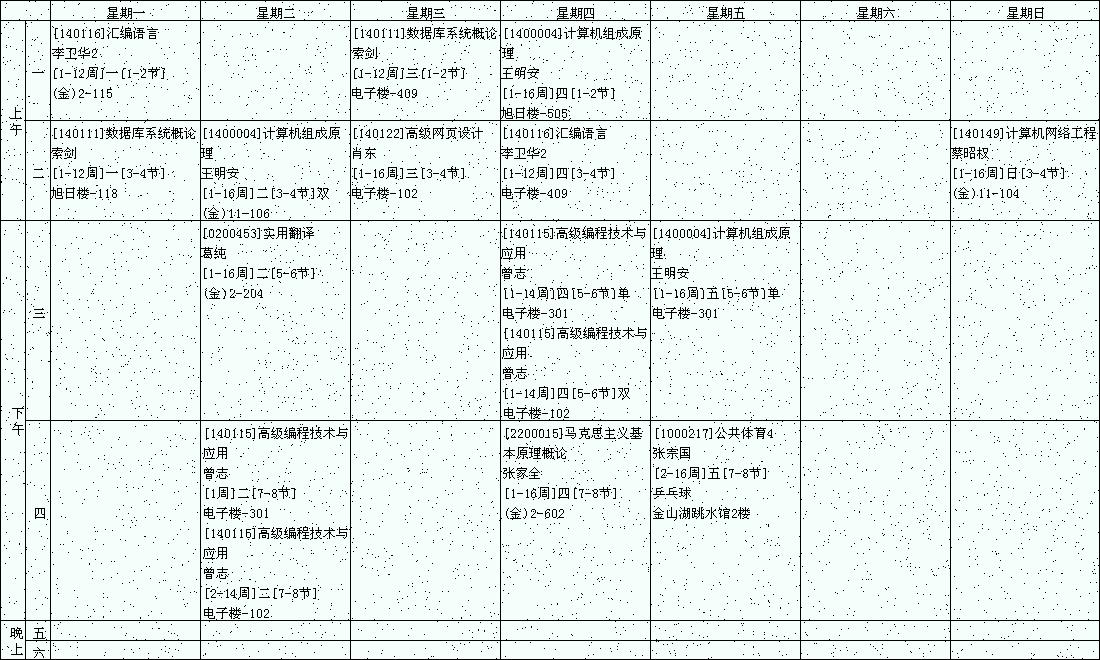 星期一 星期二 星期三 星期四 星期五 星期六 星期日
上午
一
[140116]汇编语言
李卫华2
[1-12周]一[1-2节]
(金)2-115
[140111]数据库系统概论
索剑
[1-12周]三[1-2节]
电子楼-409
[1400004]计算机组成原
理
王明安
[1-16周]四[1-2节]
旭日楼-505
二
[140111]数据库系统概论
索剑
[1-12周]一[3-4节]
旭日楼-118
[1400004]计算机组成原
理
王明安
[1-16周]二[3-4节]双
(金)11-106
[140122]高级网页设计
肖东
[1-16周]三[3-4节]
电子楼-102
[140116]汇编语言
李卫华2
[1-12周]四[3-4节]
电子楼-409
[140149]计算机网络工程
蔡昭权
[1-16周]日[3-4节]
(金)11-104
下午
三
[0200453]实用翻译
葛纯
[1-16周]二[5-6节]
(金)2-204
[140115]高级编程技术与
应用
曾志
[1-14周]四[5-6节]单
电子楼-301
[140115]高级编程技术与
应用
曾志
[1-14周]四[5-6节]双
电子楼-102
[1400004]计算机组成原
理
王明安
[1-16周]五[5-6节]单
电子楼-301
四
[140115]高级编程技术与
应用
曾志
[1周]二[7-8节]
电子楼-301
[140115]高级编程技术与
应用
曾志
[2-14周]二[7-8节]
电子楼-102
[2200015]马克思主义基
本原理概论
张家全
[1-16周]四[7-8节]
(金)2-602
[1000217]公共体育4
张宗国
[2-16周]五[7-8节]
乒乓球
金山湖跳水馆2楼
晚上
五
六